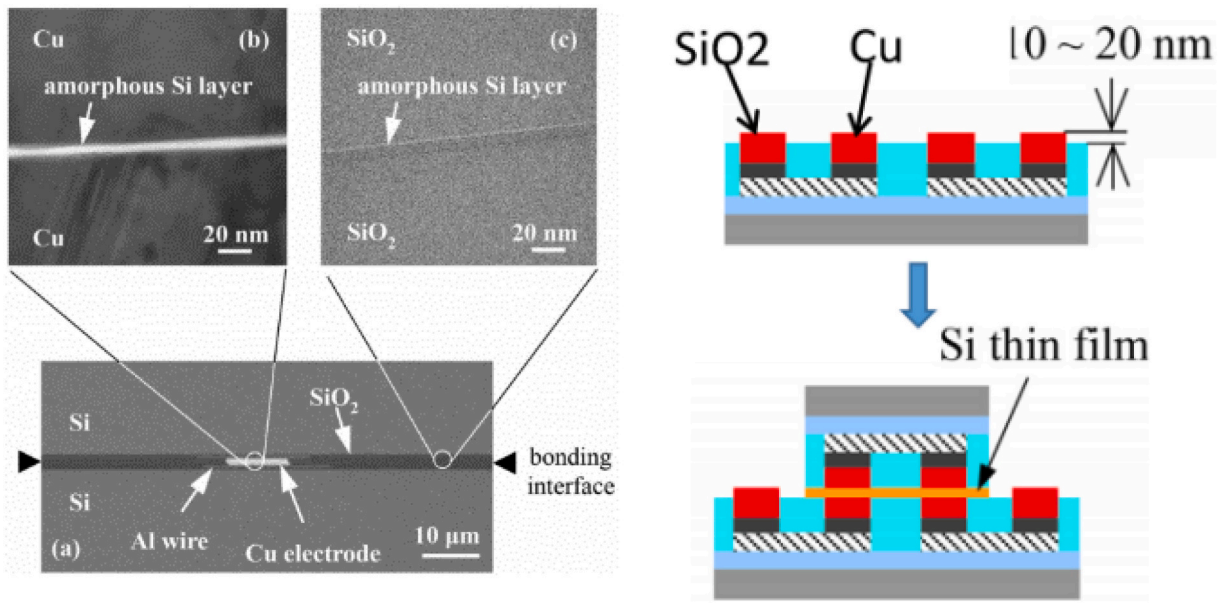 Cu
(b)
amorphous Si layer
Cu
20 nm
SiO2
(c)
amorphous Si layer
SiO2
20 nm
Si
SiO2
bonding
interface
Si
(a)
Al wire
Cu electrode
10 μm
SiO2
Cu
10 ~ 20 nm
Si thin film